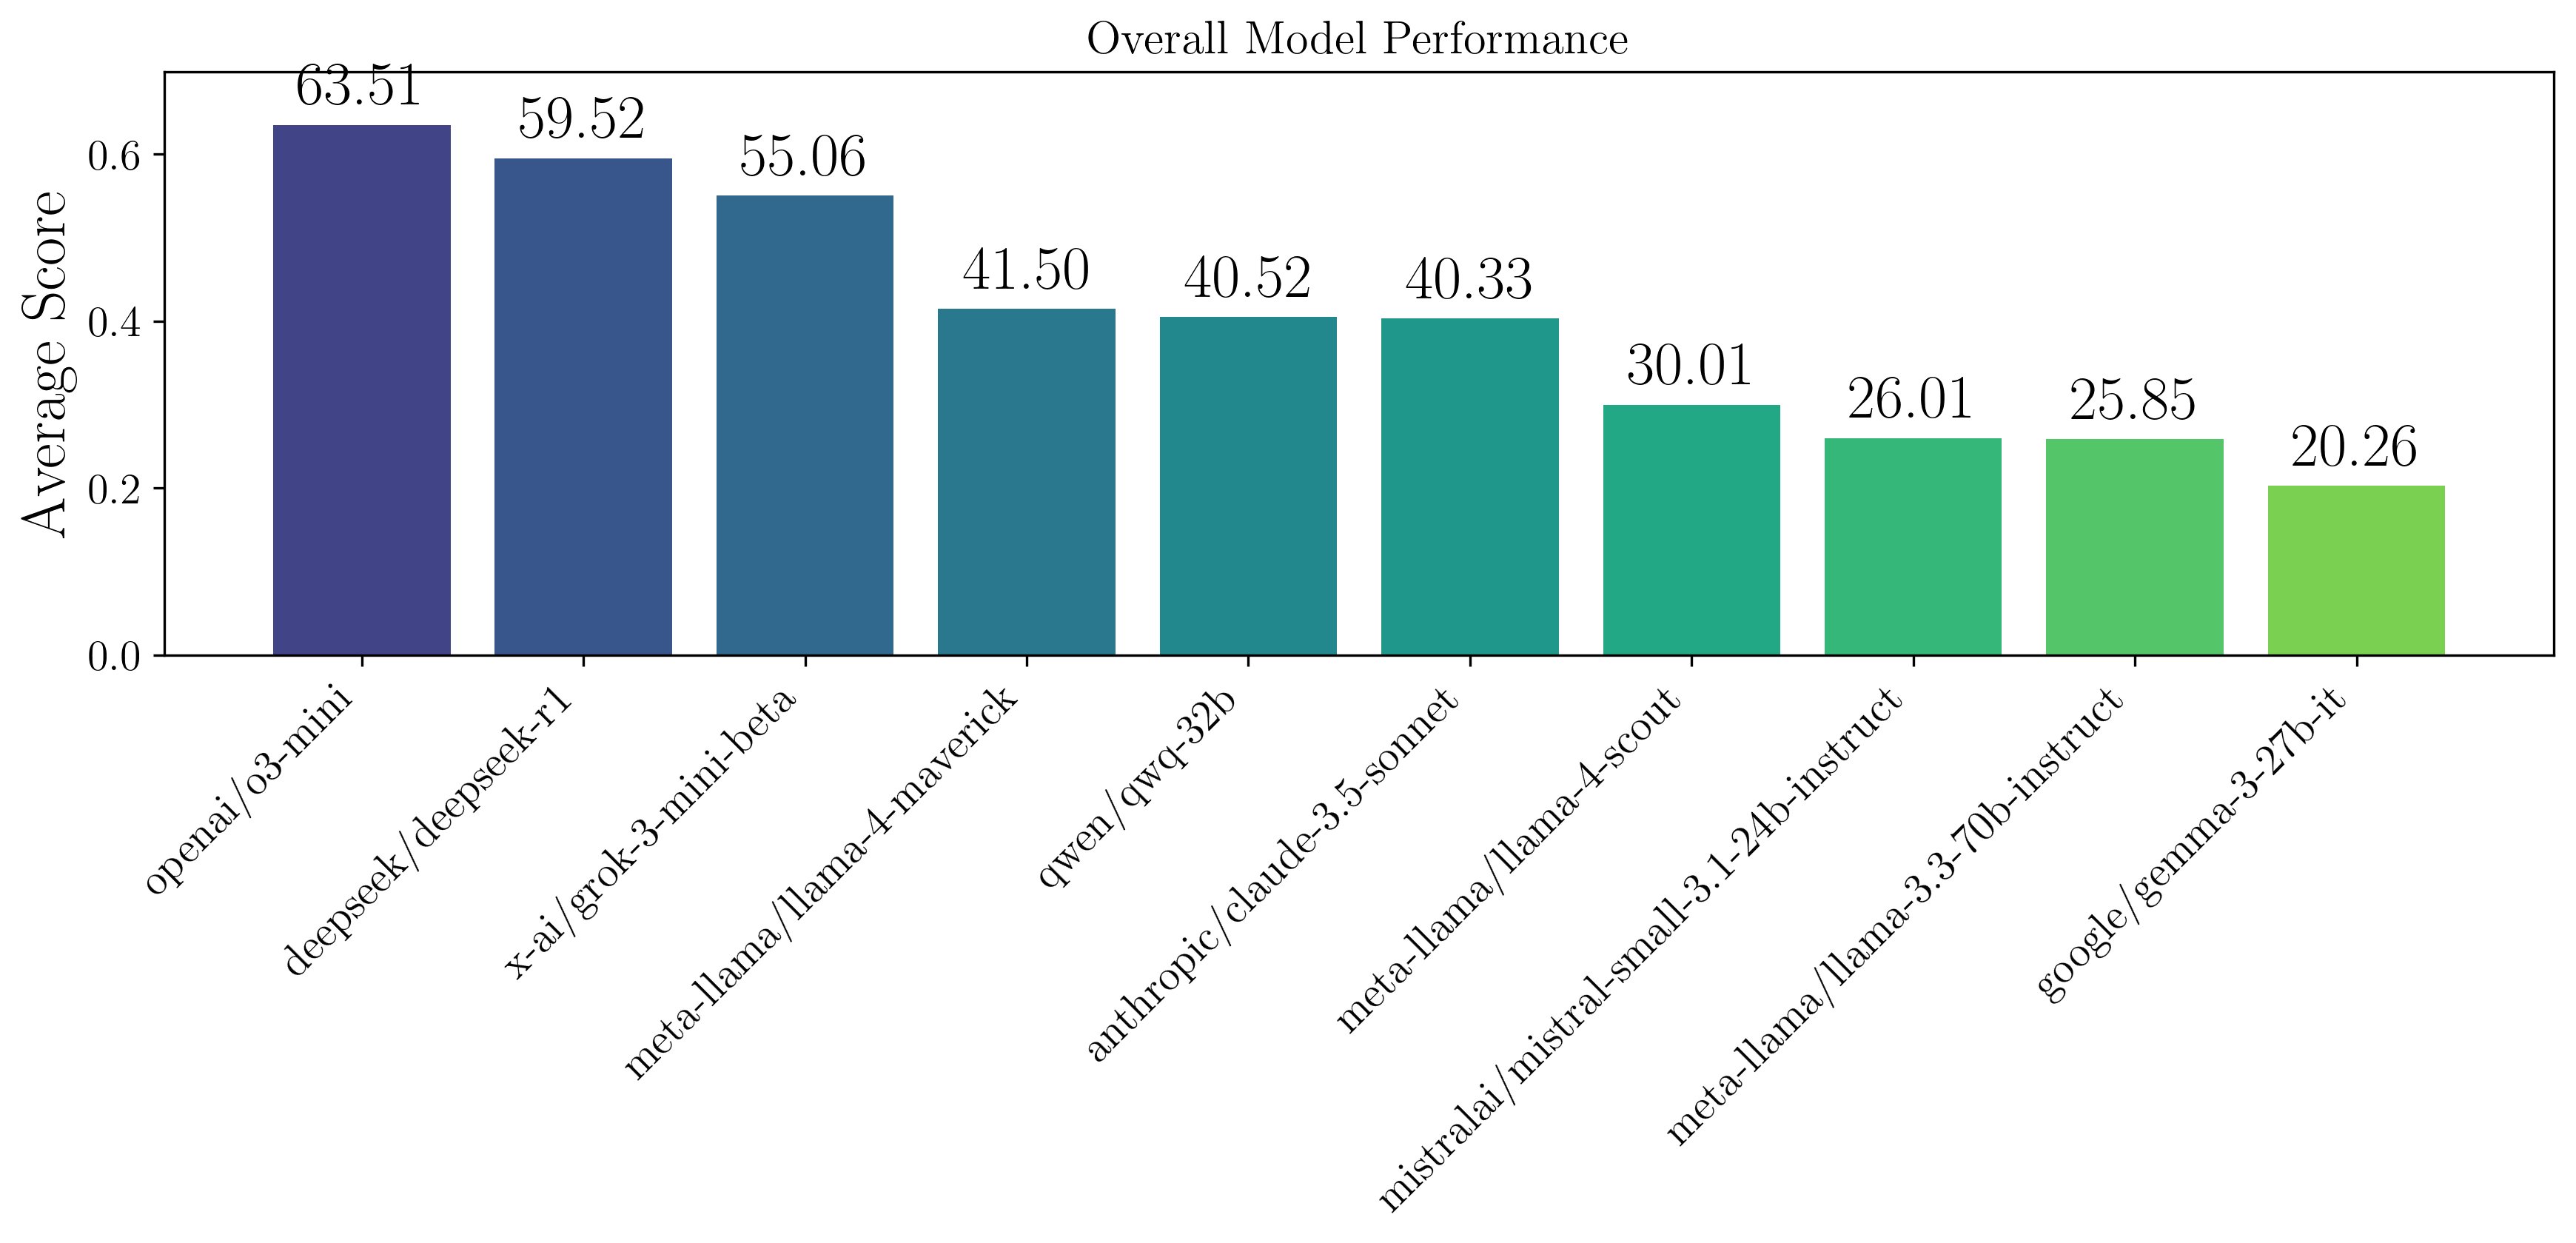 Overall Model Performance
Average Score
0.6
0.4
0.2
0.0
63.51
59.52
55.06
41.50
40.52
40.33
30.01
26.01
25.85
20.26
openai/o3-mini
deepseek/deepseek-r1
x-ai/grok-3-mini-beta
meta-llama/llama-4-maverick
qwen/qwq-32b
anthropic/claude-3.5-sonnet
meta-llama/llama-4-scout
mistralai/mistral-small-3.1-24b-instruct
meta-llama/llama-3.3-70b-instruct
google/gemma-3-27b-it